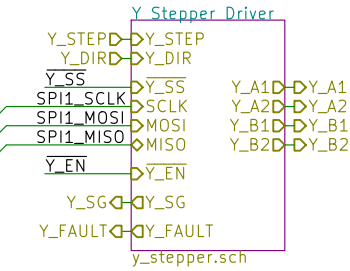 Y_Stepper Driver
Y_STEP Y_STEP
Y_DIR Y_DIR
Y_SS Y_SS Y_A1 Y_A1
SPI1_SCLK SCLK Y_A2 Y_A2
SPI1_MOSI MOSI Y_B1 Y_B1
SPI1_MISO MISO Y_B2 Y_B2
Y_EN Y_EN
Y_SG Y_SG
Y_FAULT Y_FAULT
y_stepper.sch